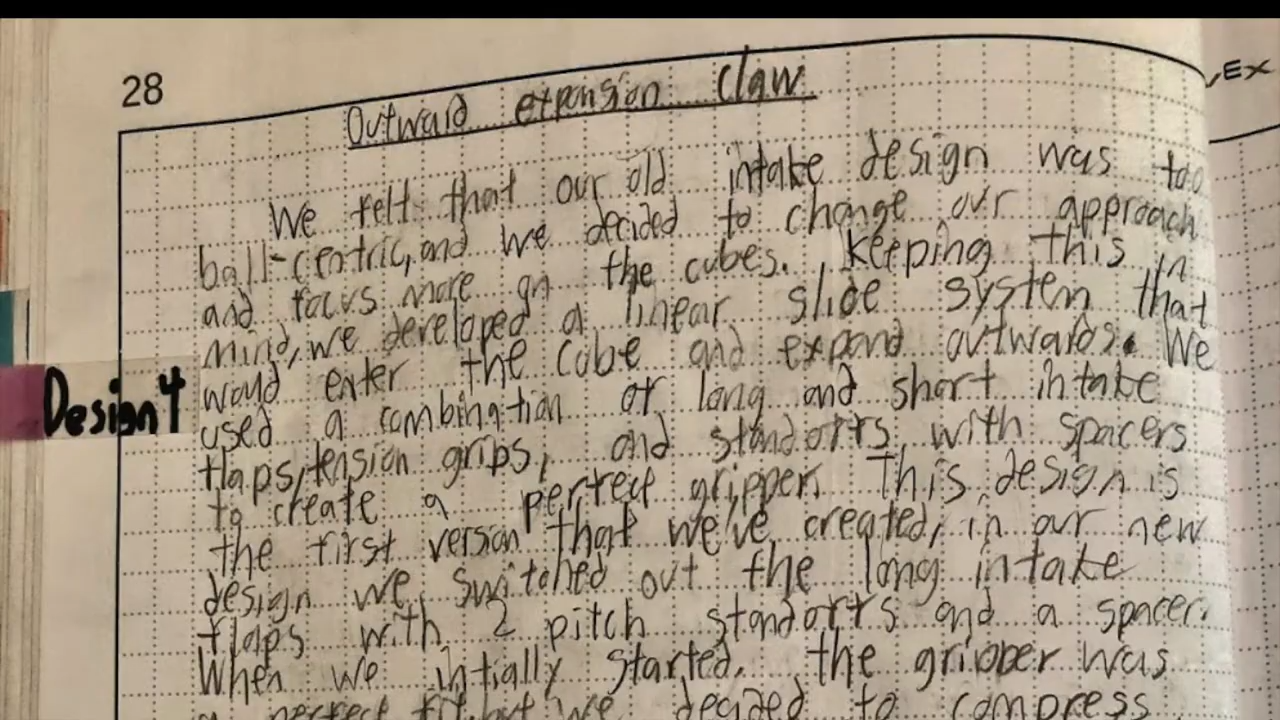 28
VEX
Outward expansion claw
We felt that our old intake design was too
ball-centric, and we decided to change our approach
and focus more on the cubes. Keeping this in
mind, we developed a linear slide system that
would enter the cube and expand outwards. We
Design 4
used a combination of long and short intake
flaps, tension grips, and standoffs with spacers
to create a perfect gripper. This design is
the first version that we've created, in our new
design we switched out the long intake
flaps with 2 pitch standoffs and a spacer.
When we intially started, the gripper was
a perfect fit, but we decided to compress